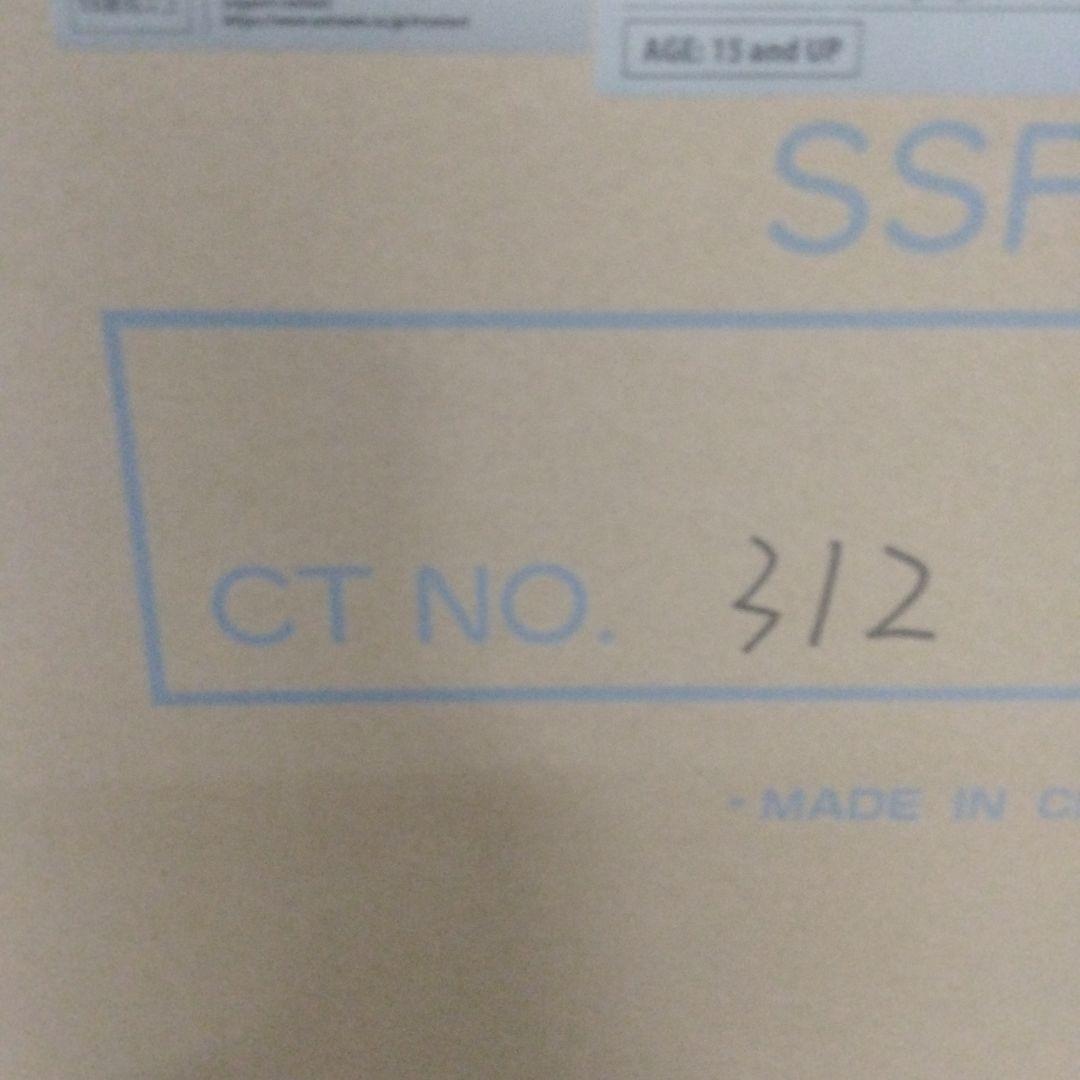 AGE: 15 and UP
SSF
CT NO. 312
- MADE IN